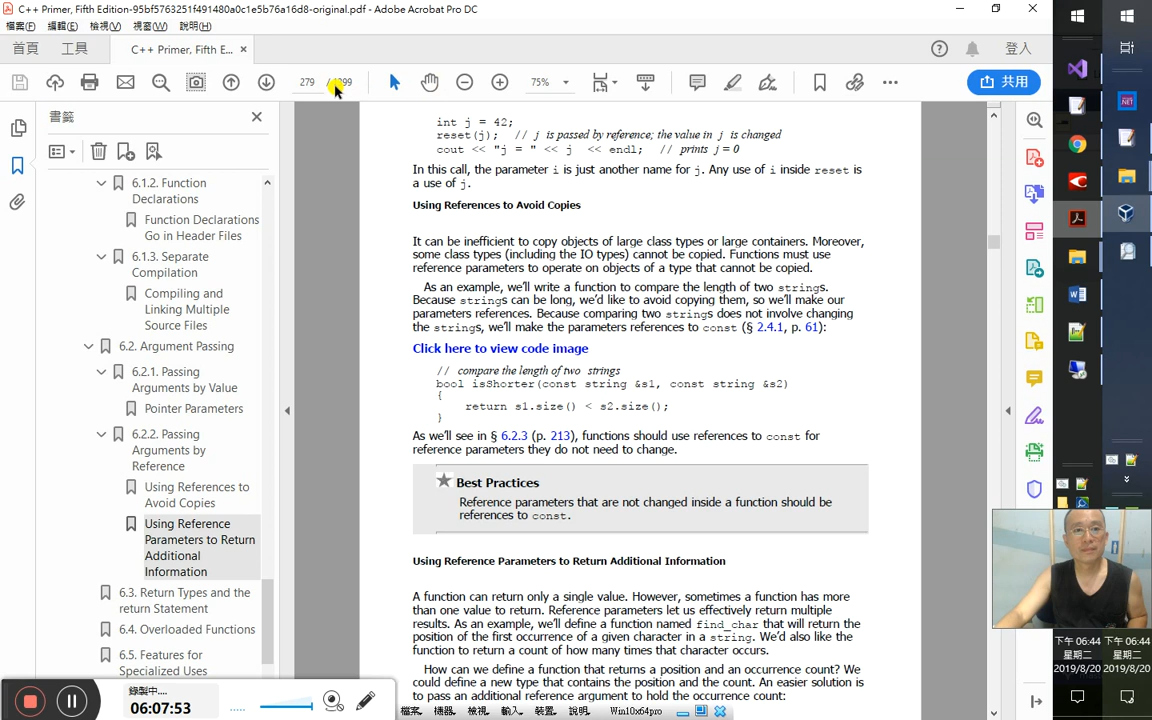 C++ Primer, Fifth Edition-95bf5763251f491480a0c1e5b76a16d8-original.pdf - Adobe Acrobat Pro DC
檔案(F) 編輯(E) 檢視(V) 視窗(W) 說明(H)
首頁 工具 C++ Primer, Fifth E... × 登入
279 / 1399 75% 共用
書籤
6.1.2. Function
Declarations
Function Declarations
Go in Header Files
6.1.3. Separate
Compilation
Compiling and
Linking Multiple
Source Files
6.2. Argument Passing
6.2.1. Passing
Arguments by Value
Pointer Parameters
6.2.2. Passing
Arguments by
Reference
Using References to
Avoid Copies
Using Reference
Parameters to Return
Additional
Information
6.3. Return Types and the
return Statement
6.4. Overloaded Functions
6.5. Features for
Specialized Uses
int j = 42;
reset(j);  // j is passed by reference; the value in j is changed
cout << "j = " << j  << endl;  // prints j = 0
In this call, the parameter i is just another name for j. Any use of i inside reset is
a use of j.
Using References to Avoid Copies
It can be inefficient to copy objects of large class types or large containers. Moreover,
some class types (including the IO types) cannot be copied. Functions must use
reference parameters to operate on objects of a type that cannot be copied.
As an example, we'll write a function to compare the length of two strings.
Because strings can be long, we'd like to avoid copying them, so we'll make our
parameters references. Because comparing two strings does not involve changing
the strings, we'll make the parameters references to const (§ 2.4.1, p. 61):
Click here to view code image
// compare the length of two strings
bool isShorter(const string &s1, const string &s2)
{
return s1.size() < s2.size();
}
As we'll see in § 6.2.3 (p. 213), functions should use references to const for
reference parameters they do not need to change.
Best Practices
Reference parameters that are not changed inside a function should be
references to const.
Using Reference Parameters to Return Additional Information
A function can return only a single value. However, sometimes a function has more
than one value to return. Reference parameters let us effectively return multiple
results. As an example, we'll define a function named find_char that will return the
position of the first occurrence of a given character in a string. We'd also like the
function to return a count of how many times that character occurs.
How can we define a function that returns a position and an occurrence count? We
could define a new type that contains the position and the count. An easier solution is
to pass an additional reference argument to hold the occurrence count:
錄製中....
06:07:53
檔案 機器 檢視 輸入 裝置 說明 Win10x64pro
下午 06:44 下午 06:44
星期二 星期二
2019/8/20 2019/8/20